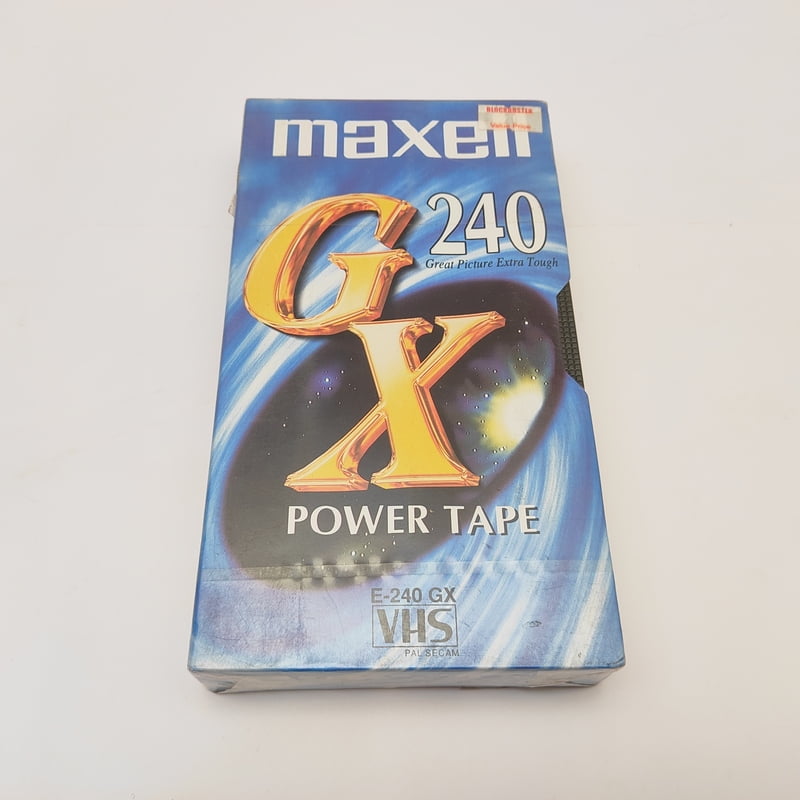 BLOCKBUSTER
Value Price
maxell
GX
240
Great Picture Extra Tough
POWER TAPE
E-240 GX
VHS
PAL SECAM